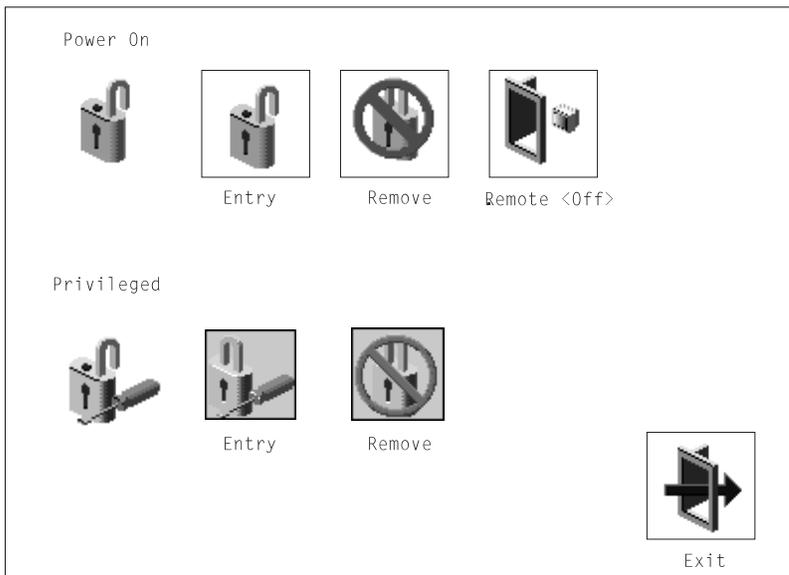 Power On
Entry
Remove
Remote <Off>
Privileged
Entry
Remove
Exit